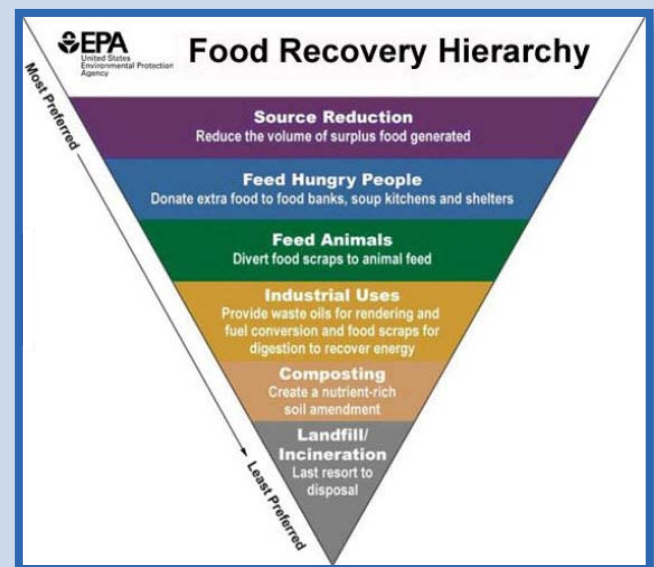 EPA
United States
Environmental Protection
Agency
Food Recovery Hierarchy
Most Preferred
Source Reduction
Reduce the volume of surplus food generated
Feed Hungry People
Donate extra food to food banks, soup kitchens and shelters
Feed Animals
Divert food scraps to animal feed
Industrial Uses
Provide waste oils for rendering and
fuel conversion and food scraps for
digestion to recover energy
Composting
Create a nutrient-rich
soil amendment
Landfill/
Incineration
Last resort to
disposal
Least Preferred